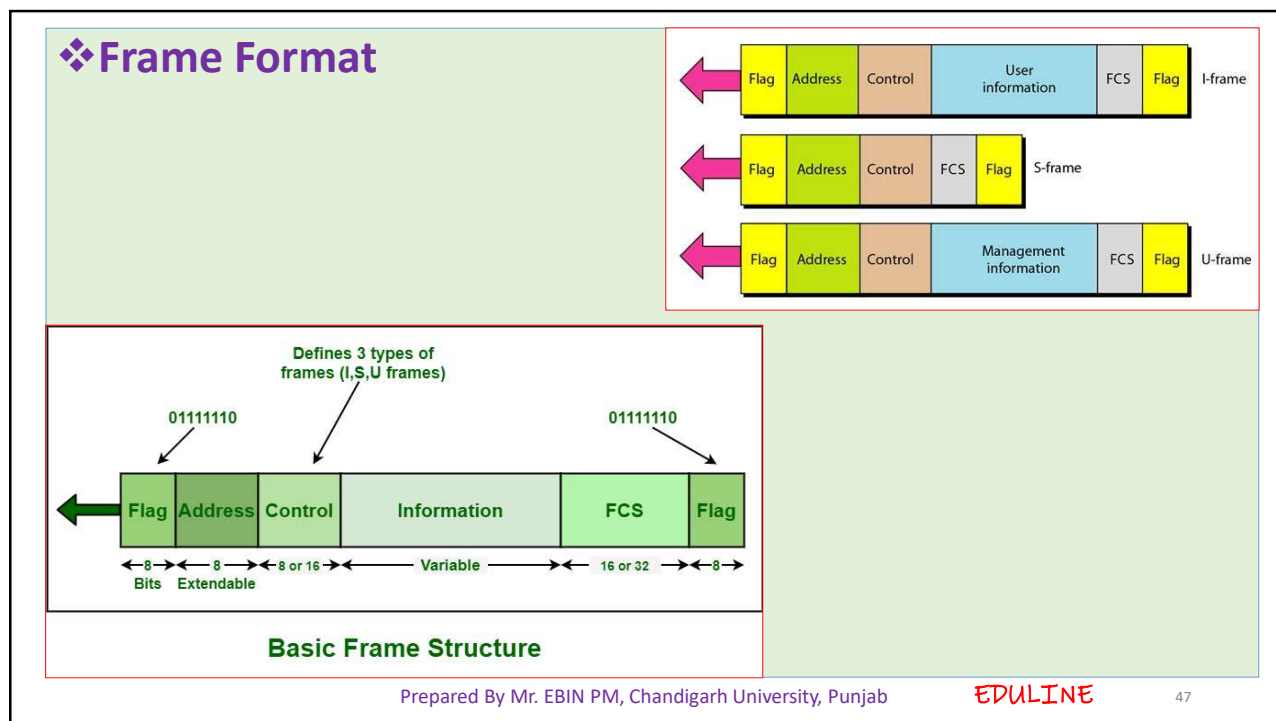 ❖Frame Format
Flag Address Control User information FCS Flag I-frame
Flag Address Control FCS Flag S-frame
Flag Address Control Management information FCS Flag U-frame
Defines 3 types of
frames (I,S,U frames)
01111110 01111110
Flag Address Control Information FCS Flag
8 8 8 or 16 Variable 16 or 32 8
Bits Extendable
Basic Frame Structure
Prepared By Mr. EBIN PM, Chandigarh University, Punjab EDULINE 47